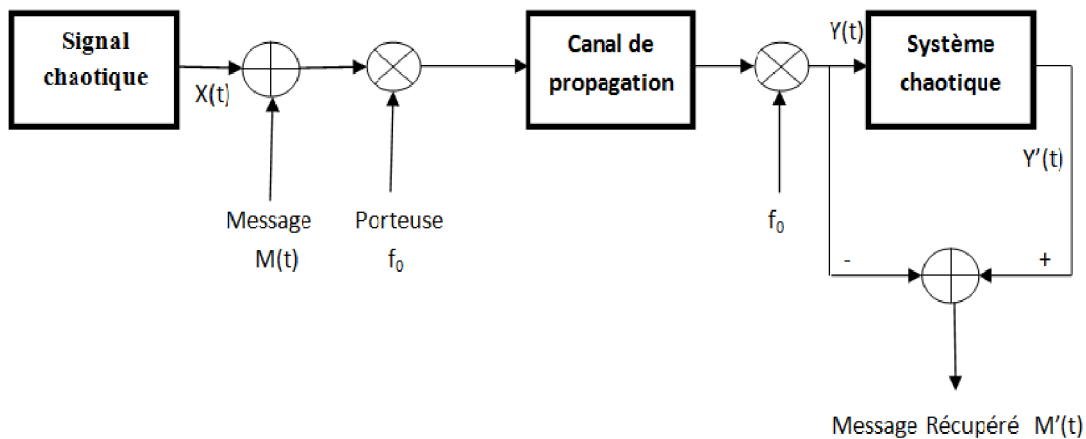 Signal
chaotique
X(t)
Message
M(t)
Porteuse
f₀
Canal de
propagation
f₀
Y(t)
Système
chaotique
Y’(t)
-
+
Message Récupéré M’(t)